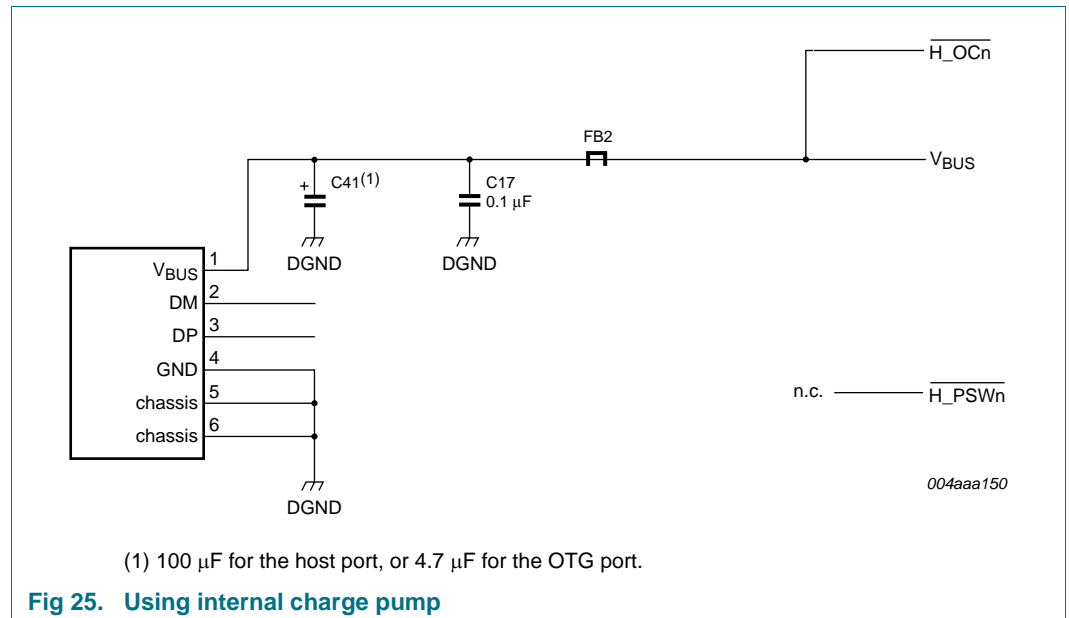 H_OCn
FB2
VBUS
+ C41(1)
C17
0.1 μF
DGND
DGND
VBUS 1
DM 2
DP 3
GND 4
chassis 5
chassis 6
n.c.
H_PSWn
DGND
004aaa150
(1) 100 μF for the host port, or 4.7 μF for the OTG port.
Fig 25. Using internal charge pump